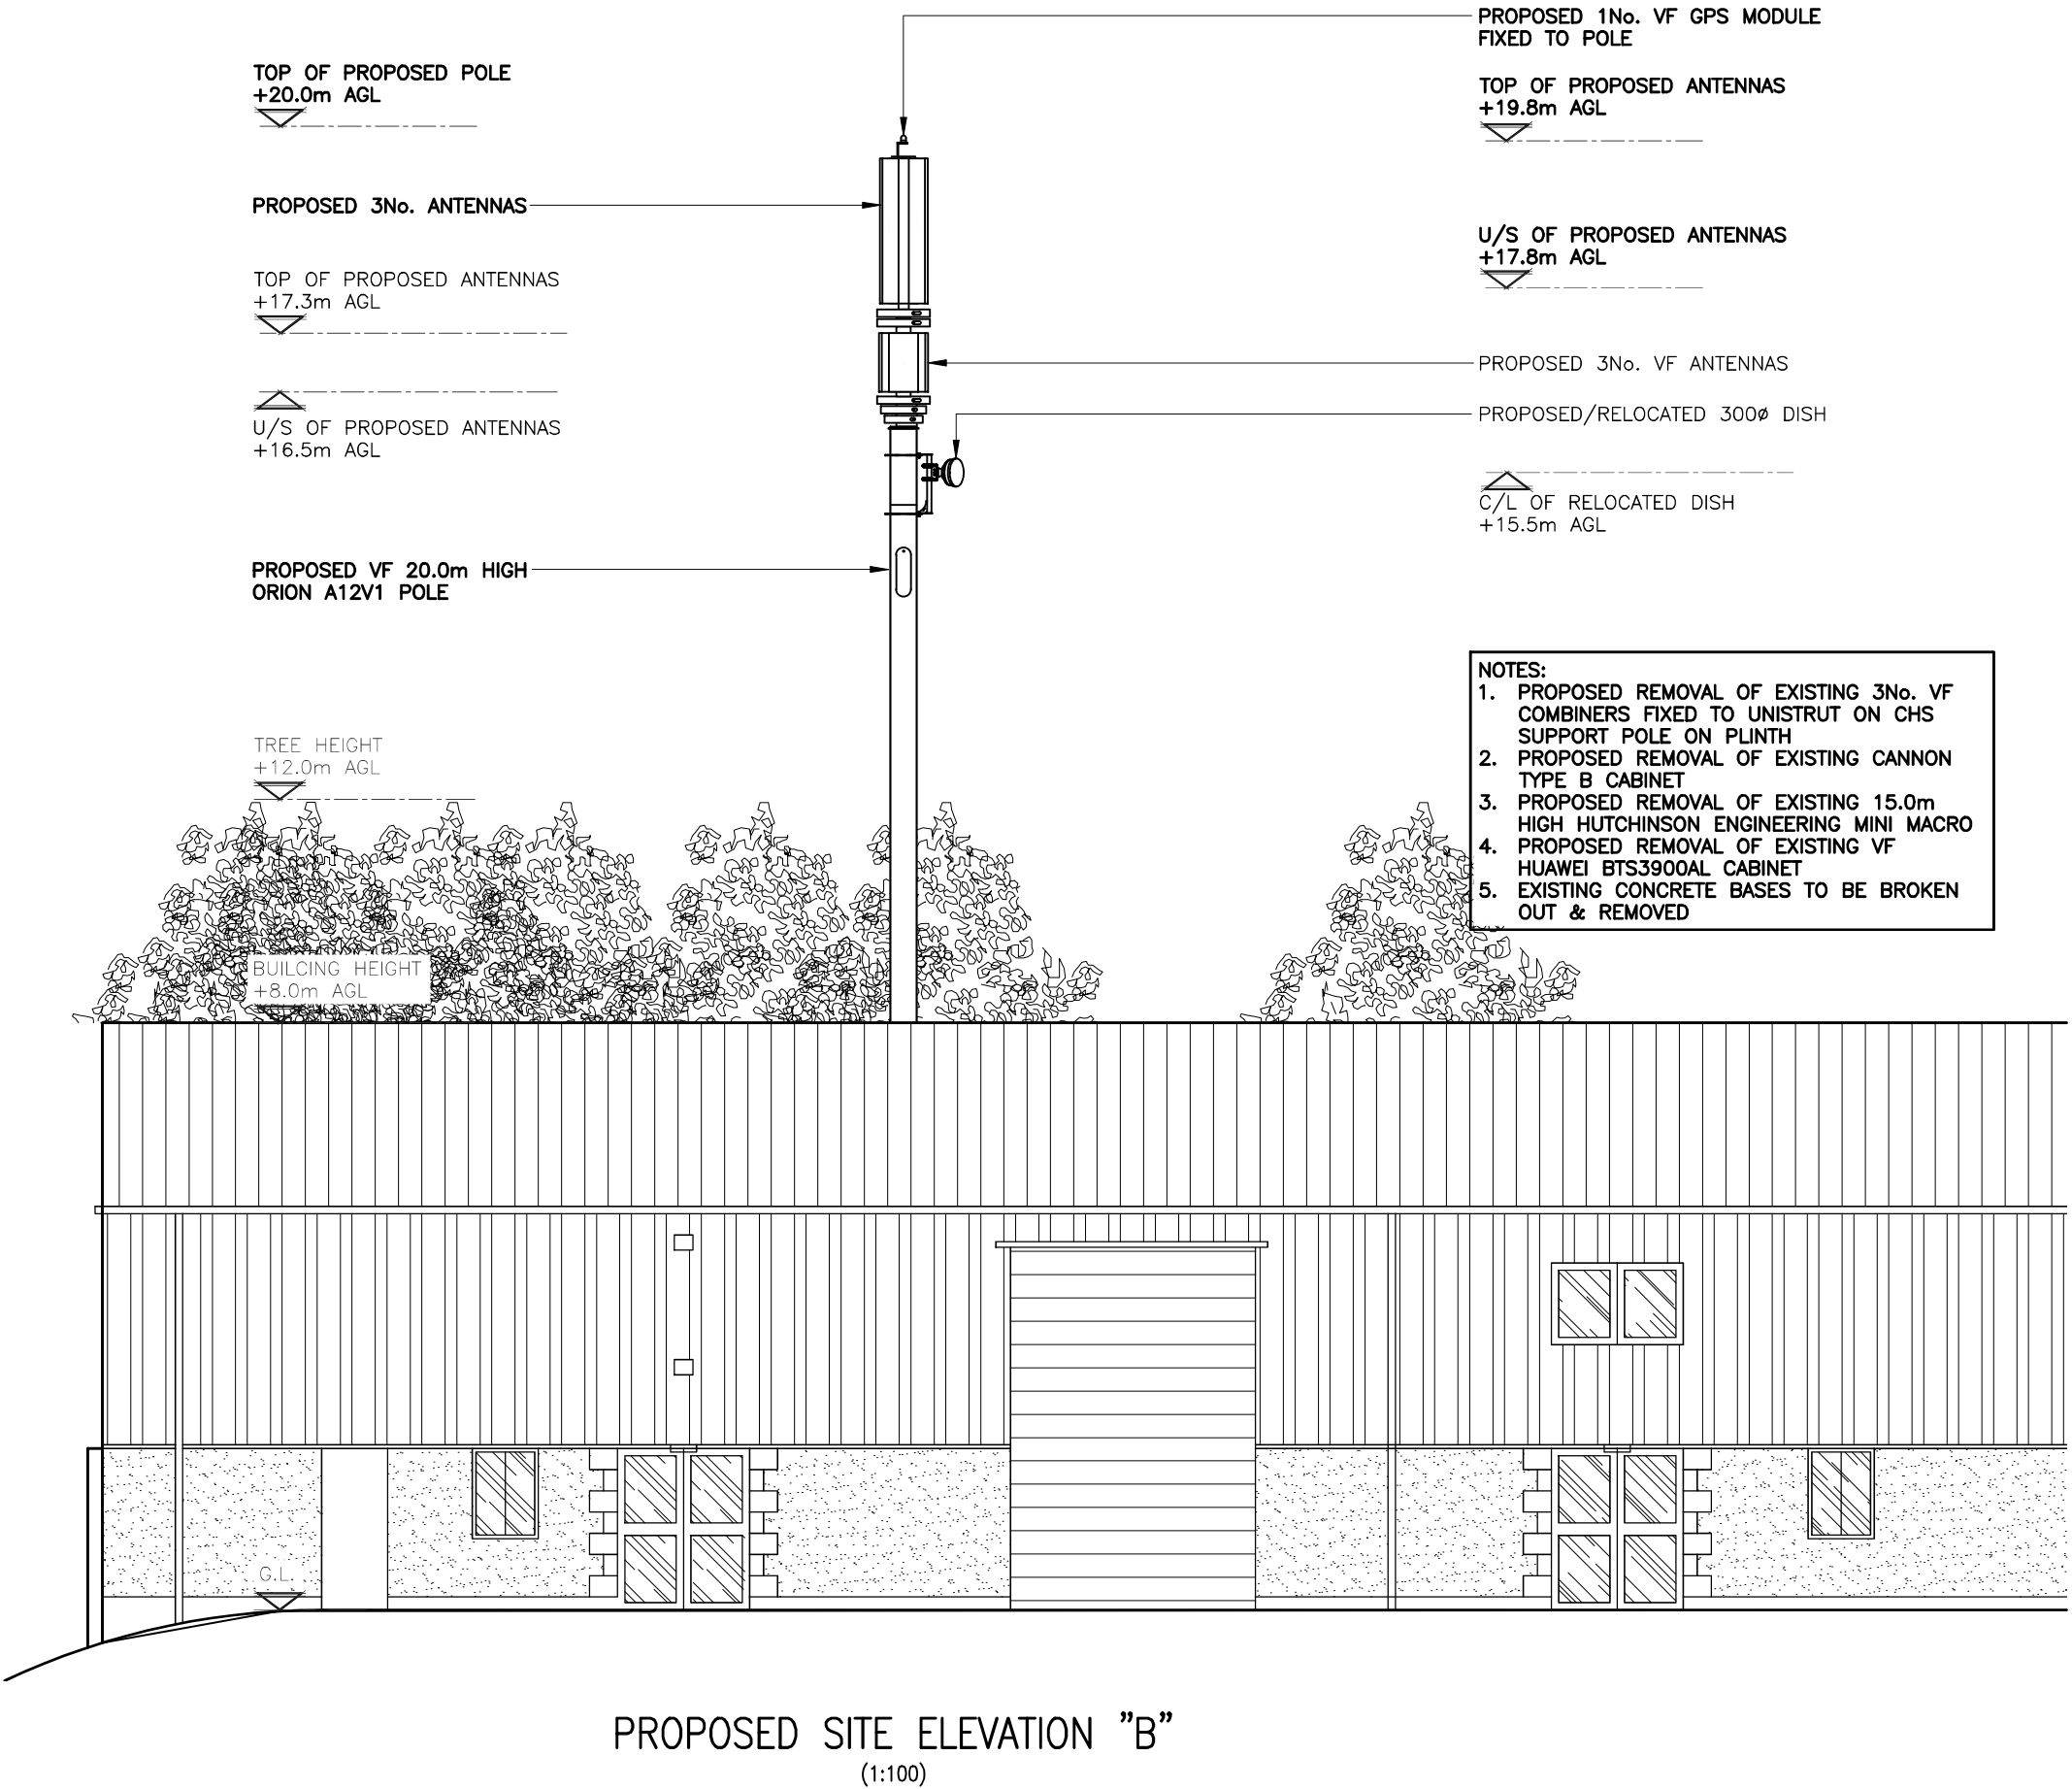 PROPOSED 1No. VF GPS MODULE
FIXED TO POLE
TOP OF PROPOSED POLE
+20.0m AGL
TOP OF PROPOSED ANTENNAS
+19.8m AGL
PROPOSED 3No. ANTENNAS
U/S OF PROPOSED ANTENNAS
+17.8m AGL
TOP OF PROPOSED ANTENNAS
+17.3m AGL
PROPOSED 3No. VF ANTENNAS
PROPOSED/RELOCATED 300ø DISH
U/S OF PROPOSED ANTENNAS
+16.5m AGL
C/L OF RELOCATED DISH
+15.5m AGL
PROPOSED VF 20.0m HIGH
ORION A12V1 POLE
NOTES:
1. PROPOSED REMOVAL OF EXISTING 3No. VF
COMBINERS FIXED TO UNISTRUT ON CHS
SUPPORT POLE ON PLINTH
2. PROPOSED REMOVAL OF EXISTING CANNON
TYPE B CABINET
3. PROPOSED REMOVAL OF EXISTING 15.0m
HIGH HUTCHINSON ENGINEERING MINI MACRO
4. PROPOSED REMOVAL OF EXISTING VF
HUAWEI BTS3900AL CABINET
5. EXISTING CONCRETE BASES TO BE BROKEN
OUT & REMOVED
TREE HEIGHT
+12.0m AGL
BUILCING HEIGHT
+8.0m AGL
G.L.
PROPOSED SITE ELEVATION "B"
(1:100)